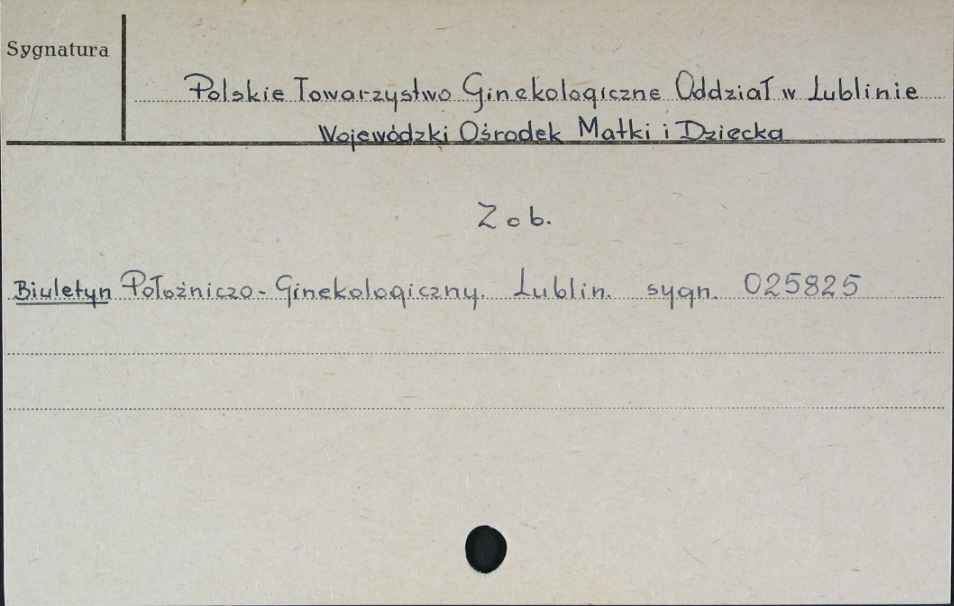 Sygnatura
Polskie Towarzystwo Ginekologiczne Oddział w Lublinie
Wojewódzki Ośrodek Matki i Dziecka
Zob.
Biuletyn Położniczo-Ginekologiczny. Lublin. sygn. 025825